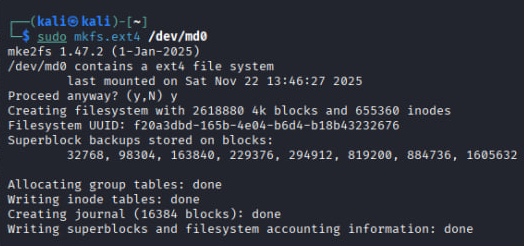 ┌──(kali㉿kali)-[~]
└─$ sudo mkfs.ext4 /dev/md0
mke2fs 1.47.2 (1-Jan-2025)
/dev/md0 contains a ext4 file system
        last mounted on Sat Nov 22 13:46:27 2025
Proceed anyway? (y,N) y
Creating filesystem with 2618880 4k blocks and 655360 inodes
Filesystem UUID: f20a3dbd-165b-4e04-b6d4-b18b43232676
Superblock backups stored on blocks:
        32768, 98304, 163840, 229376, 294912, 819200, 884736, 1605632

Allocating group tables: done
Writing inode tables: done
Creating journal (16384 blocks): done
Writing superblocks and filesystem accounting information: done